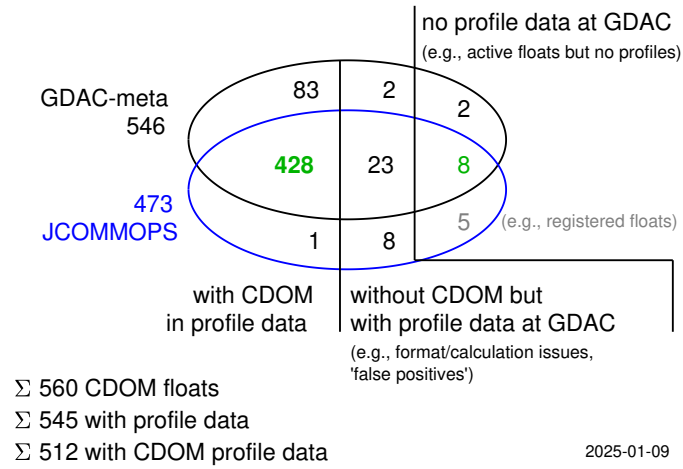 no profile data at GDAC
(e.g., active floats but no profiles)
GDAC-meta
546
83
2
2
428
23
8
473
JCOMMOPS
1
8
5
(e.g., registered floats)
with CDOM
in profile data
without CDOM but
with profile data at GDAC
(e.g., format/calculation issues,
'false positives')
Σ 560 CDOM floats
Σ 545 with profile data
Σ 512 with CDOM profile data
2025-01-09